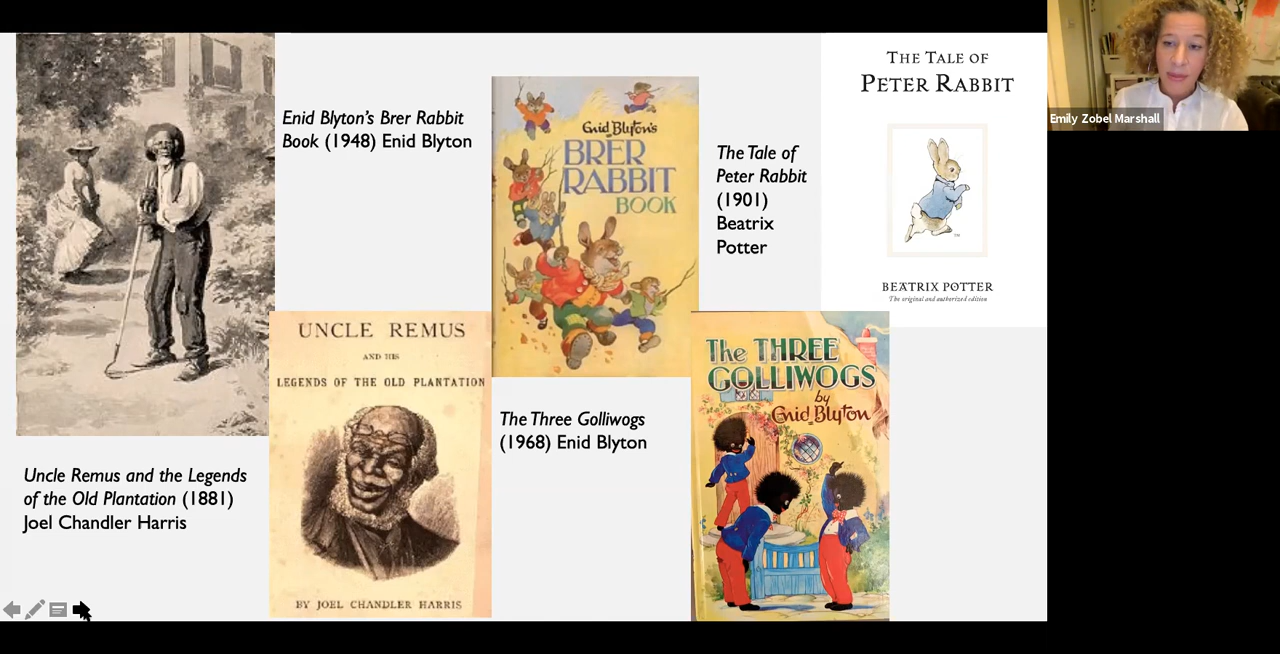 Enid Blyton's Brer Rabbit
Book (1948) Enid Blyton
Enid Blyton's
BRER
RABBIT
BOOK
The Tale of
Peter Rabbit
(1901)
Beatrix
Potter
THE TALE OF
PETER RABBIT
BEATRIX POTTER
The original and authorized edition
Emily Zobel Marshall
UNCLE REMUS
AND HIS
LEGENDS OF THE OLD PLANTATION
BY JOEL CHANDLER HARRIS
The Three Golliwogs
(1968) Enid Blyton
The THREE
GOLLIWOGS
by
Enid Blyton
Uncle Remus and the Legends
of the Old Plantation (1881)
Joel Chandler Harris